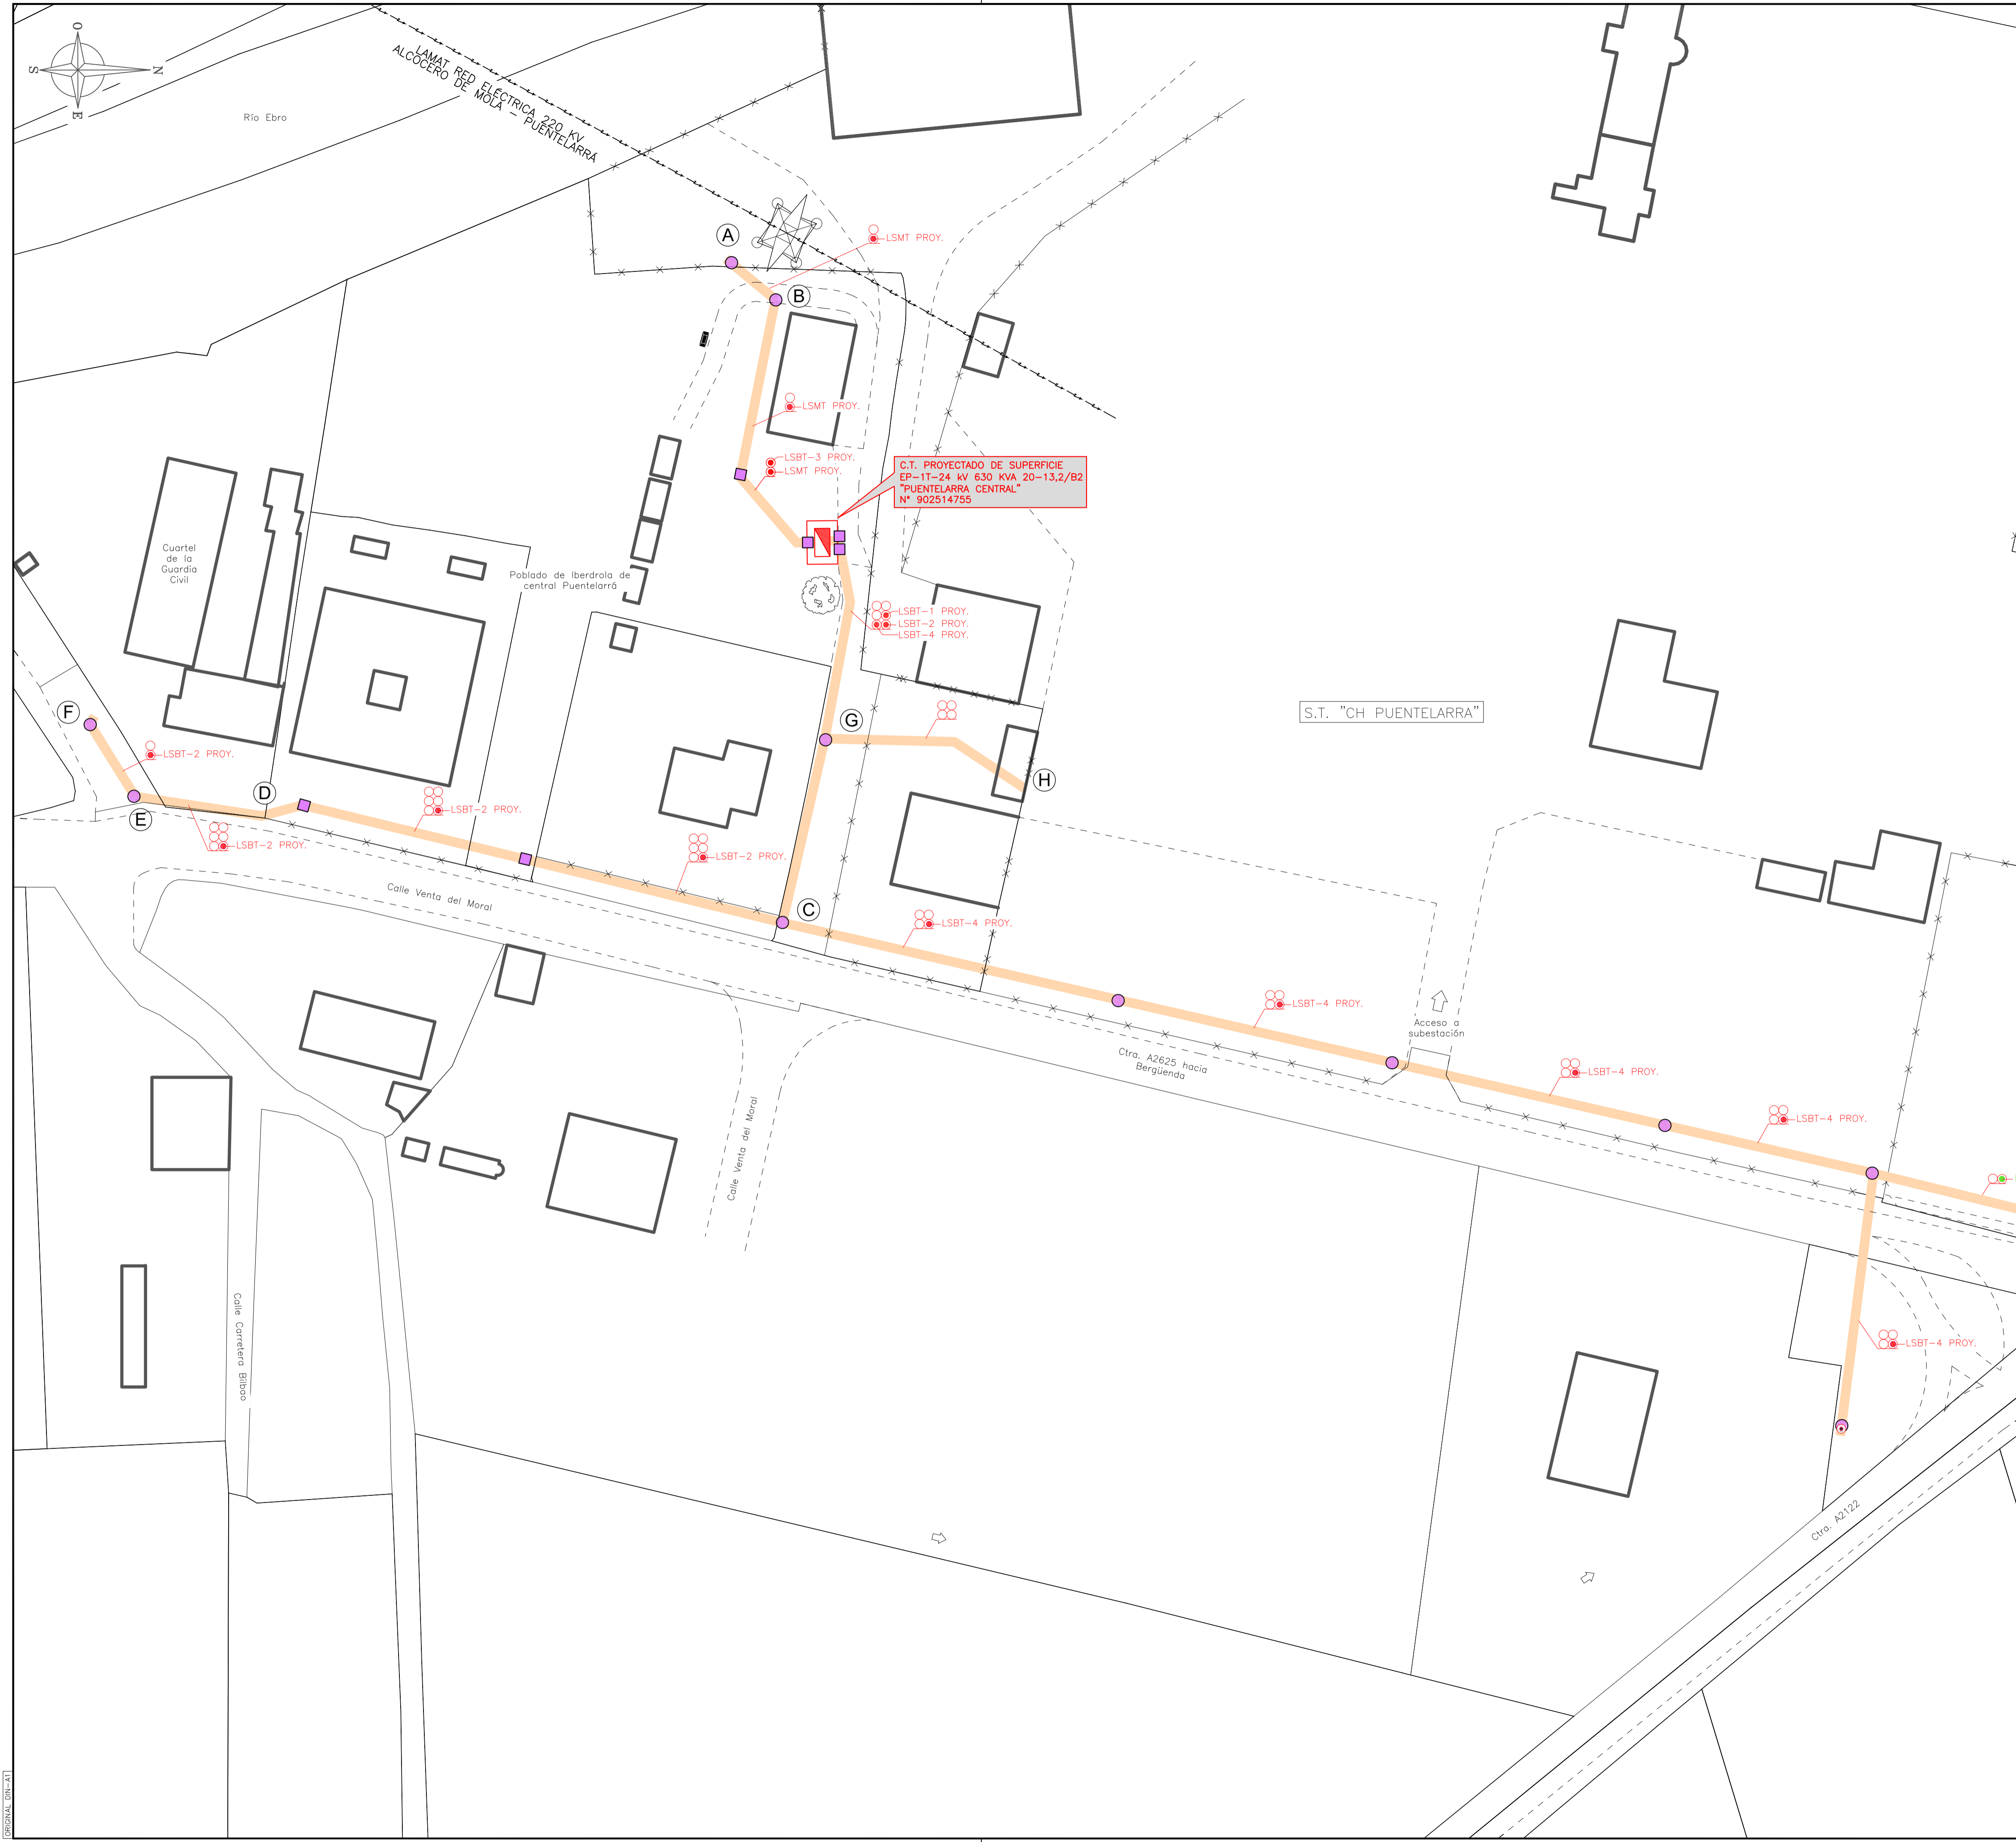 O
S
N
E
Río Ebro
LAMAT RED ELÉCTRICA 220 KV
ALCOCERO DE MOLA - PUENTELARRÁ
A
LSMT PROY.
B
LSMT PROY.
LSBT-3 PROY.
LSMT PROY.
C.T. PROYECTADO DE SUPERFICIE
EP-1T-24 kV 630 KVA 20-13,2/B2
"PUENTELARRA CENTRAL"
Nº 902514755
Cuartel
de la
Guardia
Civil
Poblado de Iberdrola de
central Puentelarrá
LSBT-1 PROY.
LSBT-2 PROY.
LSBT-4 PROY.
F
G
S.T. "CH PUENTELARRA"
LSBT-2 PROY.
H
D
E
LSBT-2 PROY.
LSBT-2 PROY.
LSBT-2 PROY.
Calle Venta del Moral
C
LSBT-4 PROY.
LSBT-4 PROY.
Acceso a
subestación
Ctra. A2625 hacia
Bergüenda
LSBT-4 PROY.
LSBT-4 PROY.
Calle Venta del Moral
Calle Carretera Bilbao
LSBT-4 PROY.
Ctra. A2122
ORIGINAL DIN-A1